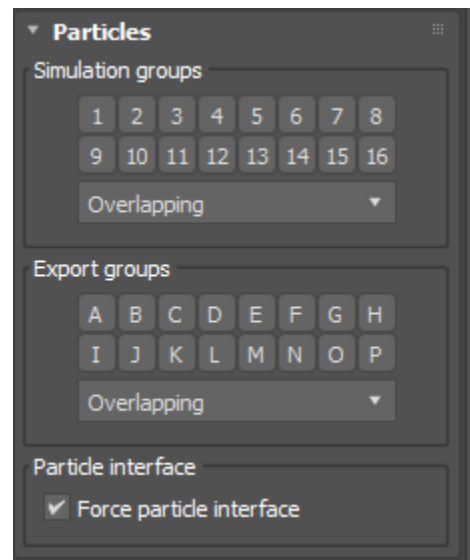 Particles
Simulation groups
1 2 3 4 5 6 7 8
9 10 11 12 13 14 15 16
Overlapping
Export groups
A B C D E F G H
I J K L M N O P
Overlapping
Particle interface
Force particle interface